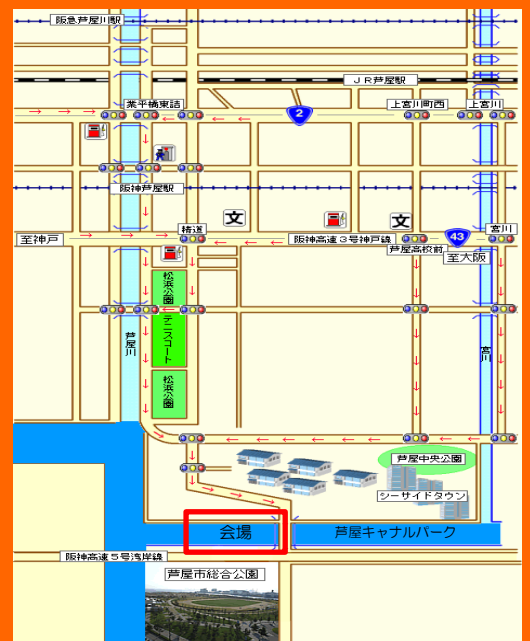 阪急芦屋川駅
JR芦屋駅
業平橋東詰
2
上宮川町西
上宮川
阪神芦屋駅
文
文
精道
至神戸
阪神高速3号神戸線
43
宮川
芦屋高校前
至大阪
松浜公園
テニスコート
芦屋川
宮川
松浜公園
芦屋中央公園
シーサイドタウン
会場
芦屋キャナルパーク
阪神高速5号湾岸線
芦屋市総合公園